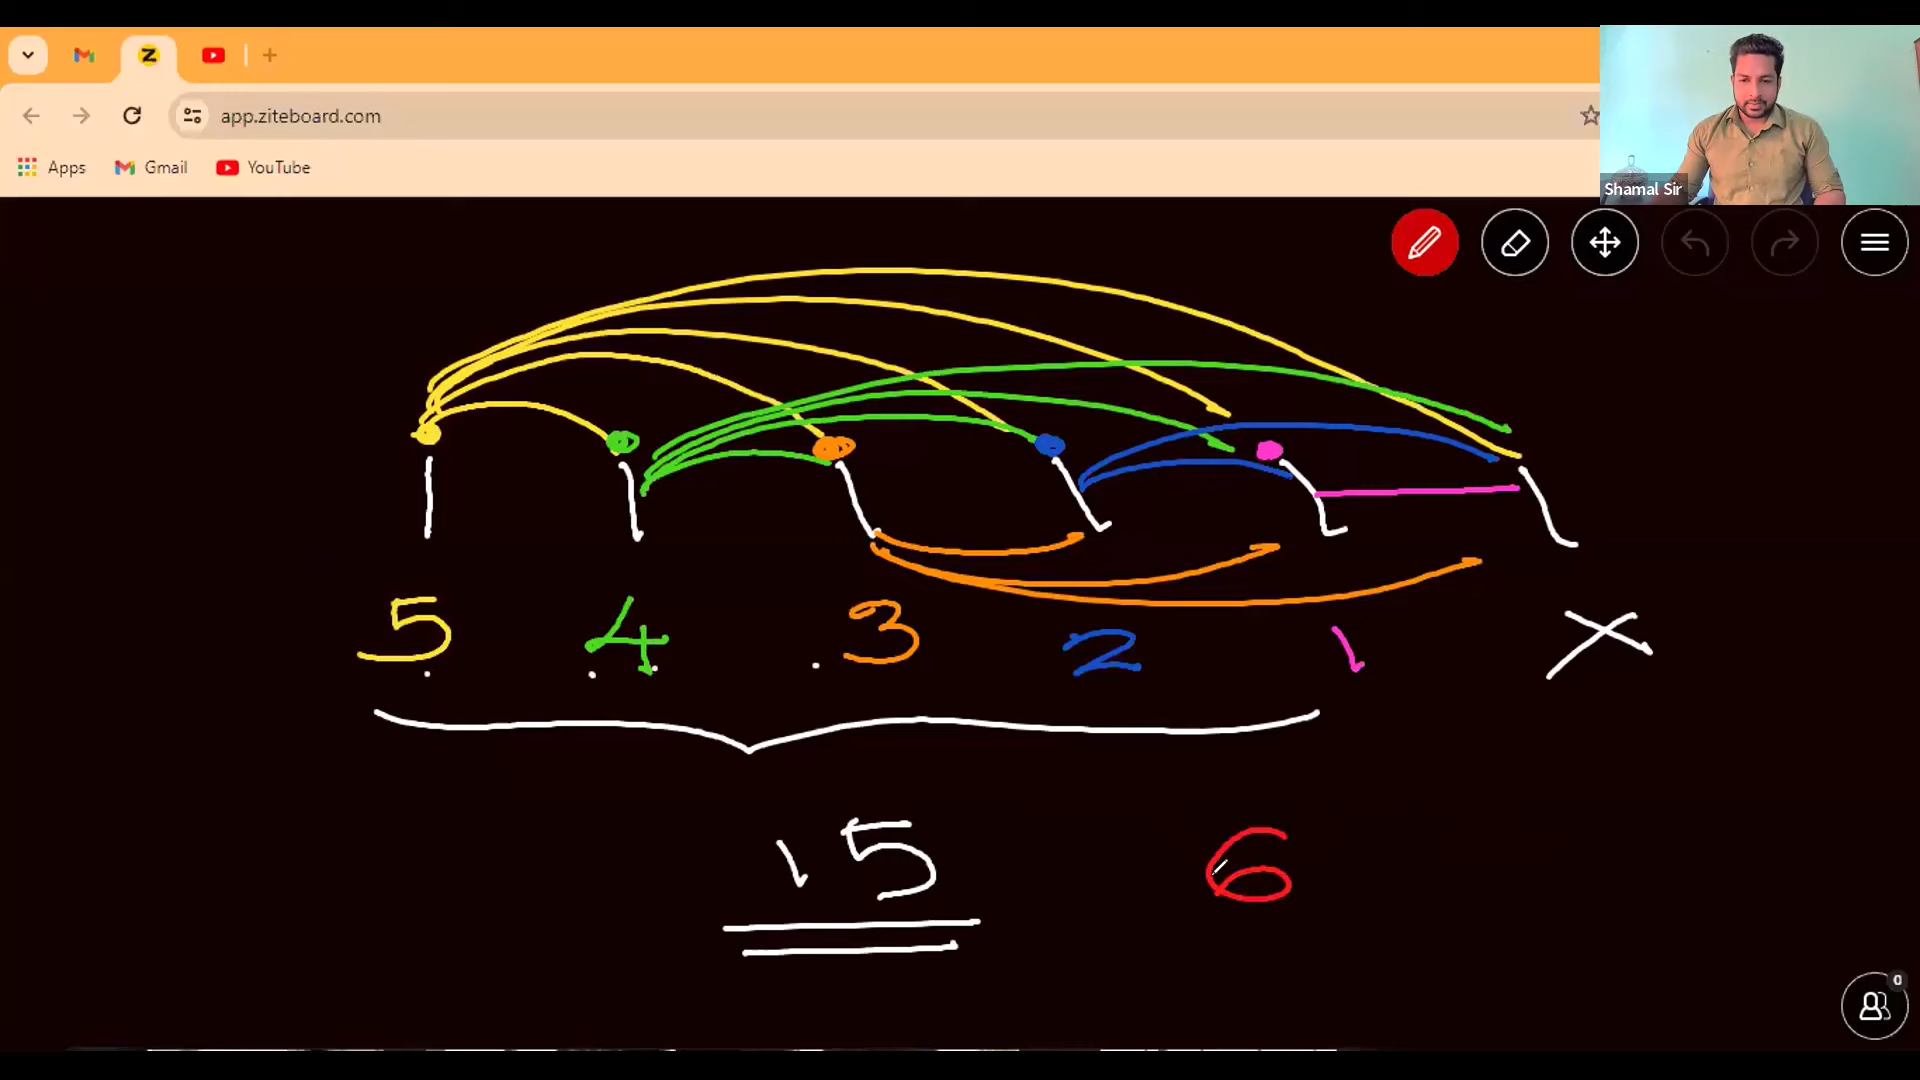 app.ziteboard.com
Apps Gmail YouTube
Shamal Sir
5 4 3 2 1 X
15 6
0